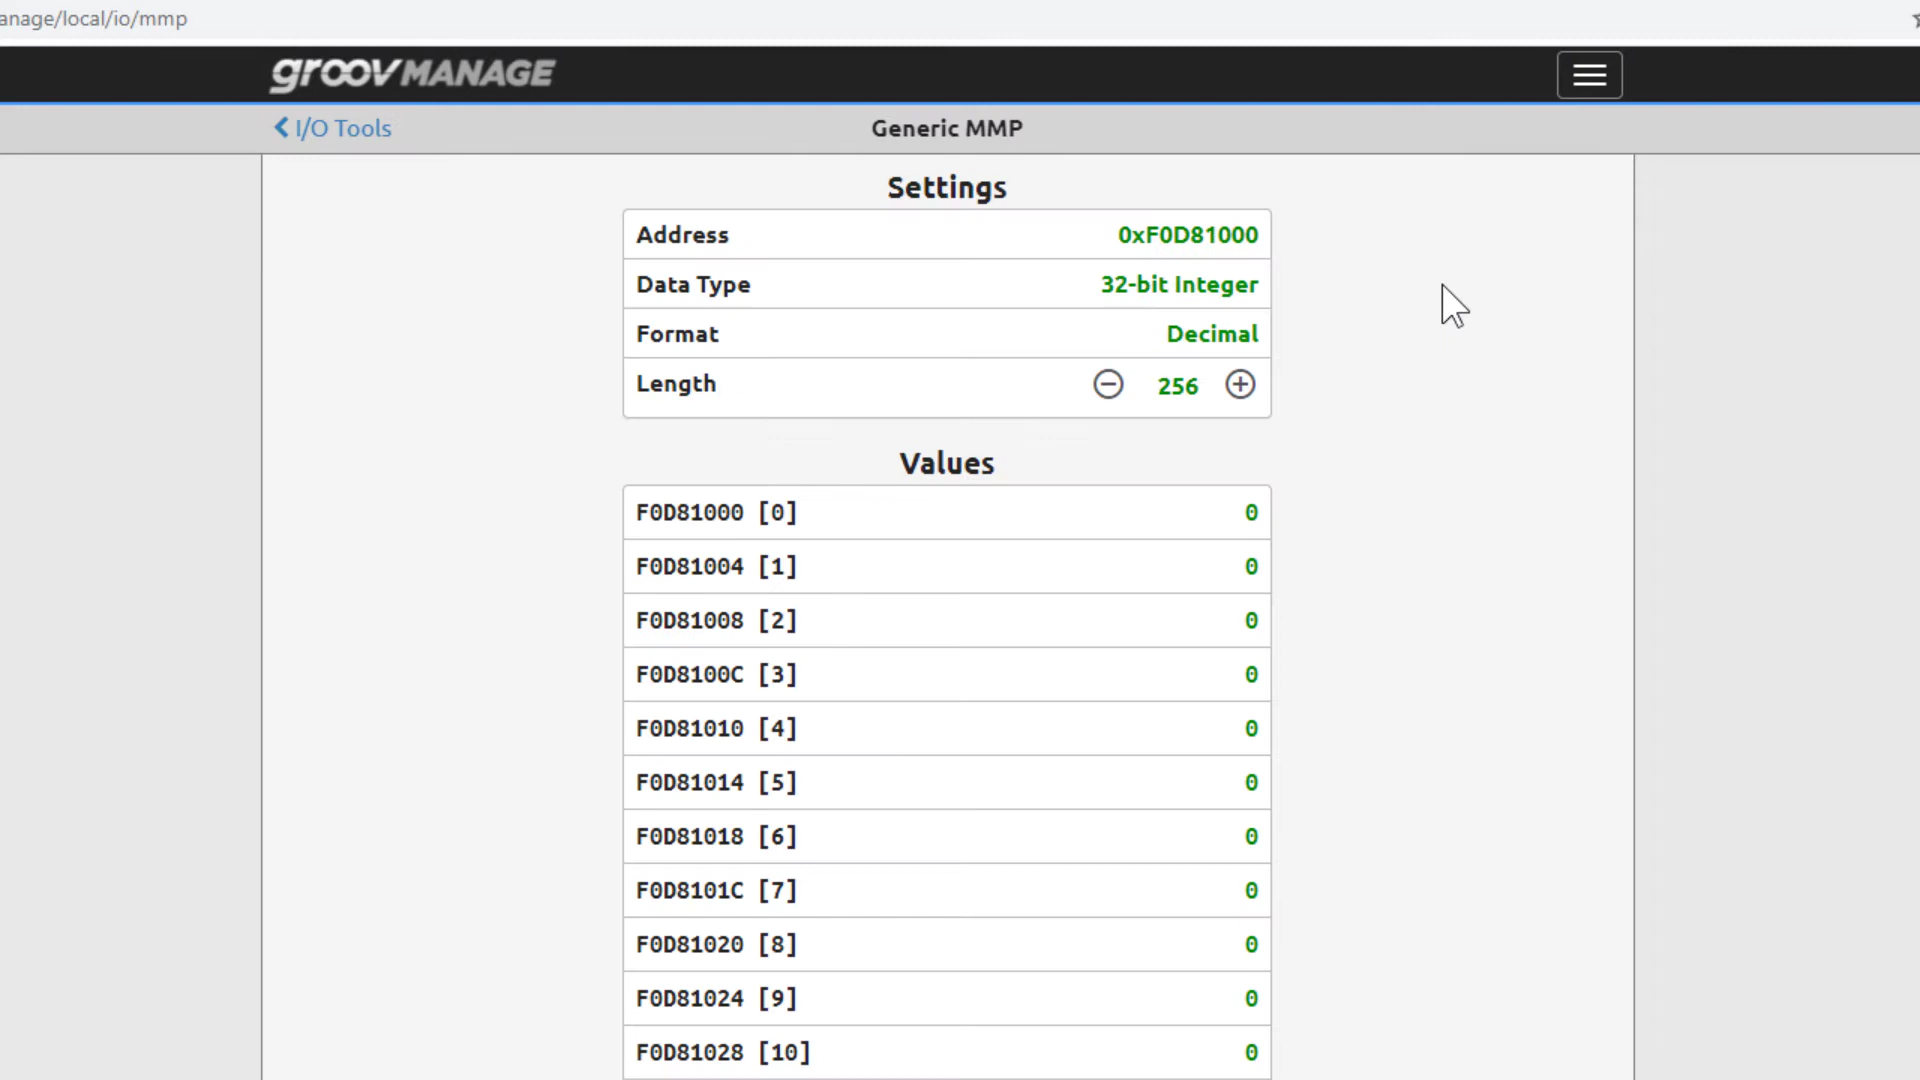 anage/local/io/mmp
groov MANAGE
I/O Tools
Generic MMP
Settings
Address 0xF0D81000
Data Type 32-bit Integer
Format Decimal
Length 256
Values
F0D81000 [0] 0
F0D81004 [1] 0
F0D81008 [2] 0
F0D8100C [3] 0
F0D81010 [4] 0
F0D81014 [5] 0
F0D81018 [6] 0
F0D8101C [7] 0
F0D81020 [8] 0
F0D81024 [9] 0
F0D81028 [10] 0